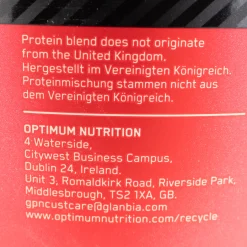 Protein blend does not originate
from the United Kingdom.
Hergestellt im Vereinigten Königreich.
Proteinmischung stammen nicht aus
dem Vereinigten Königreich.
OPTIMUM NUTRITION
4 Waterside,
Citywest Business Campus,
Dublin 24, Ireland.
Unit 3, Romaldkirk Road, Riverside Park,
Middlesbrough, TS2 1XA, GB.
gpncustcare@glanbia.com
www.optimumnutrition.com/recycle